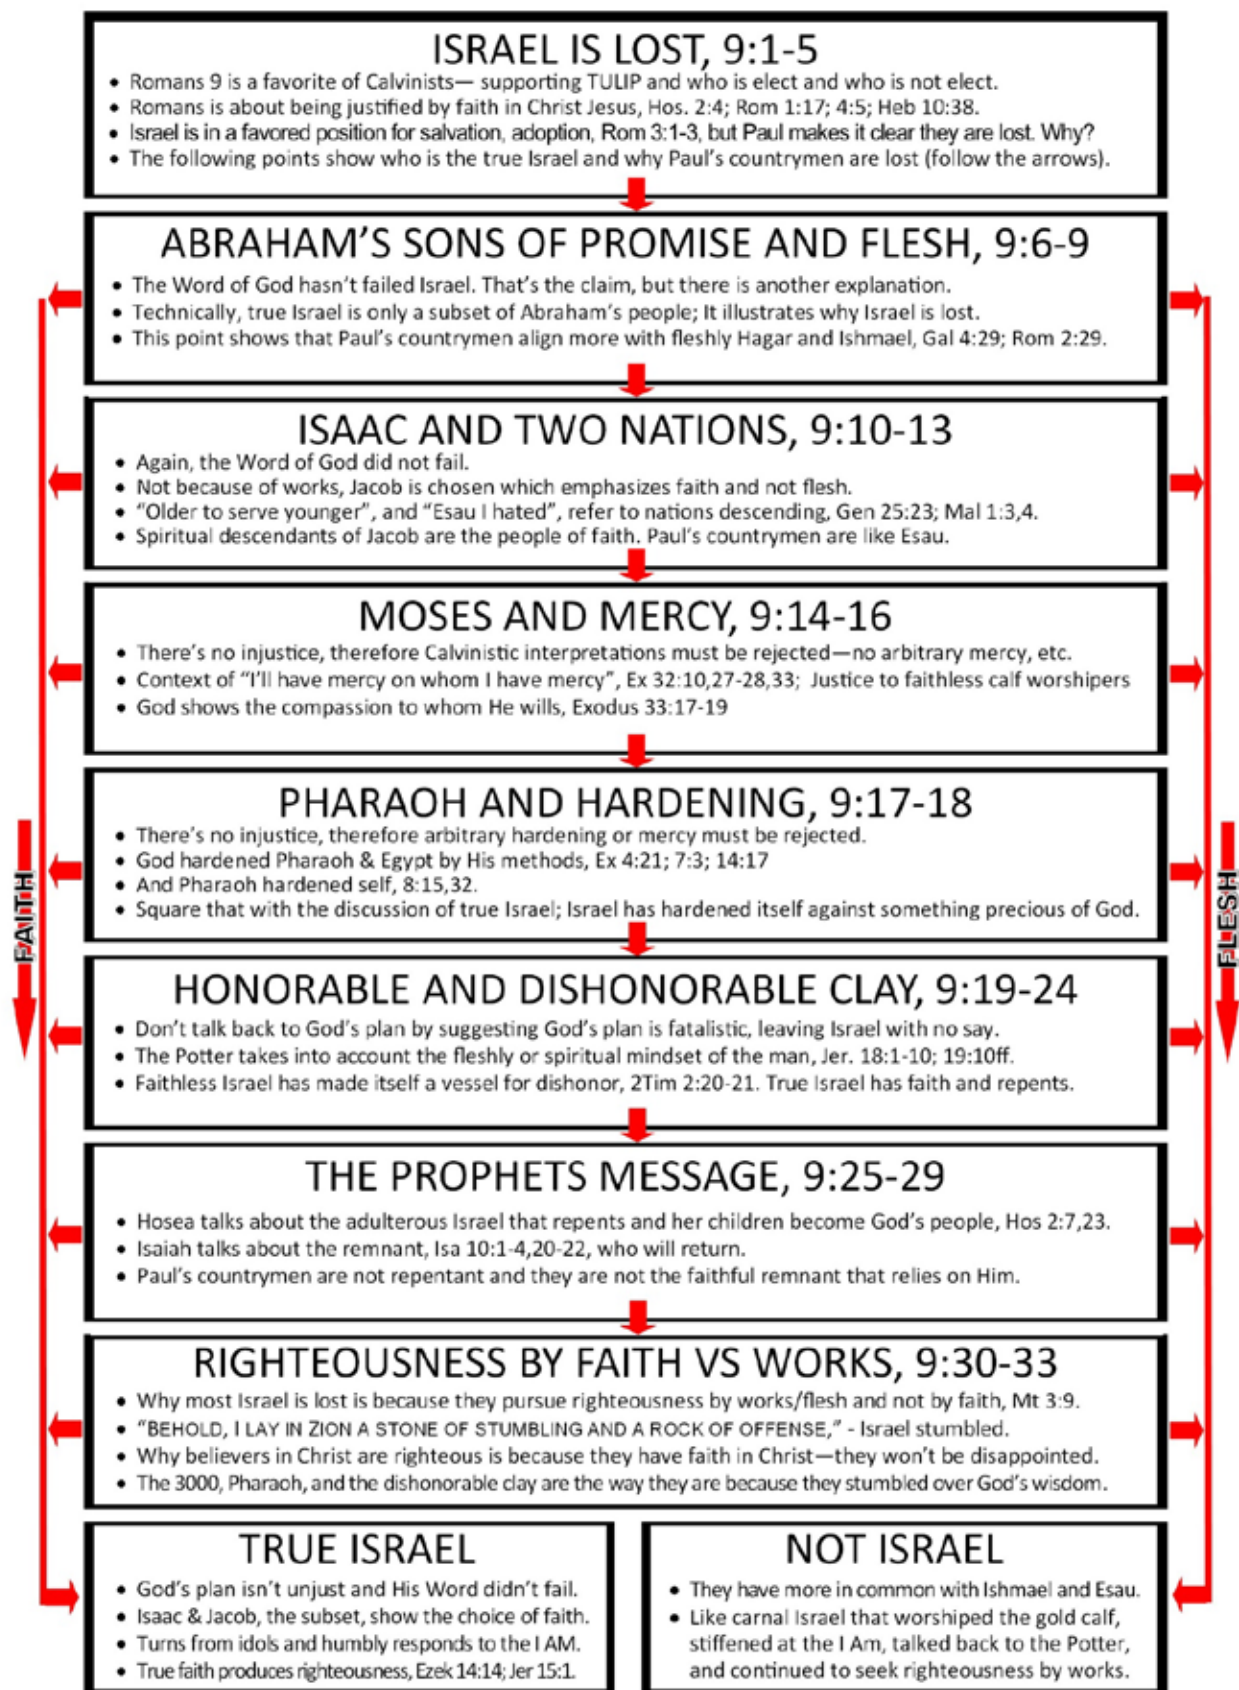 ISRAEL IS LOST, 9:1-5
• Romans 9 is a favorite of Calvinists— supporting TULIP and who is elect and who is not elect.
• Romans is about being justified by faith in Christ Jesus, Hos. 2:4; Rom 1:17; 4:5; Heb 10:38.
• Israel is in a favored position for salvation, adoption, Rom 3:1-3, but Paul makes it clear they are lost. Why?
• The following points show who is the true Israel and why Paul's countrymen are lost (follow the arrows).
ABRAHAM'S SONS OF PROMISE AND FLESH, 9:6-9
• The Word of God hasn't failed Israel. That's the claim, but there is another explanation.
• Technically, true Israel is only a subset of Abraham's people; It illustrates why Israel is lost.
• This point shows that Paul's countrymen align more with fleshly Hagar and Ishmael, Gal 4:29; Rom 2:29.
ISAAC AND TWO NATIONS, 9:10-13
• Again, the Word of God did not fail.
• Not because of works, Jacob is chosen which emphasizes faith and not flesh.
• "Older to serve younger", and "Esau I hated", refer to nations descending, Gen 25:23; Mal 1:3,4.
• Spiritual descendants of Jacob are the people of faith. Paul's countrymen are like Esau.
MOSES AND MERCY, 9:14-16
• There's no injustice, therefore Calvinistic interpretations must be rejected—no arbitrary mercy, etc.
• Context of "I'll have mercy on whom I have mercy", Ex 32:10,27-28,33; Justice to faithless calf worshipers
• God shows the compassion to whom He wills, Exodus 33:17-19
PHARAOH AND HARDENING, 9:17-18
• There's no injustice, therefore arbitrary hardening or mercy must be rejected.
• God hardened Pharaoh & Egypt by His methods, Ex 4:21; 7:3; 14:17
• And Pharaoh hardened self, 8:15,32.
• Square that with the discussion of true Israel; Israel has hardened itself against something precious of God.
FAITH
FLESH
HONORABLE AND DISHONORABLE CLAY, 9:19-24
• Don't talk back to God's plan by suggesting God's plan is fatalistic, leaving Israel with no say.
• The Potter takes into account the fleshly or spiritual mindset of the man, Jer. 18:1-10; 19:10ff.
• Faithless Israel has made itself a vessel for dishonor, 2Tim 2:20-21. True Israel has faith and repents.
THE PROPHETS MESSAGE, 9:25-29
• Hosea talks about the adulterous Israel that repents and her children become God's people, Hos 2:7,23.
• Isaiah talks about the remnant, Isa 10:1-4,20-22, who will return.
• Paul's countrymen are not repentant and they are not the faithful remnant that relies on Him.
RIGHTEOUSNESS BY FAITH VS WORKS, 9:30-33
• Why most Israel is lost is because they pursue righteousness by works/flesh and not by faith, Mt 3:9.
• "BEHOLD, I LAY IN ZION A STONE OF STUMBLING AND A ROCK OF OFFENSE," - Israel stumbled.
• Why believers in Christ are righteous is because they have faith in Christ—they won't be disappointed.
• The 3000, Pharaoh, and the dishonorable clay are the way they are because they stumbled over God's wisdom.
TRUE ISRAEL
• God's plan isn't unjust and His Word didn't fail.
• Isaac & Jacob, the subset, show the choice of faith.
• Turns from idols and humbly responds to the I AM.
• True faith produces righteousness, Ezek 14:14; Jer 15:1.
NOT ISRAEL
• They have more in common with Ishmael and Esau.
• Like carnal Israel that worshiped the gold calf,
stiffened at the I Am, talked back to the Potter,
and continued to seek righteousness by works.